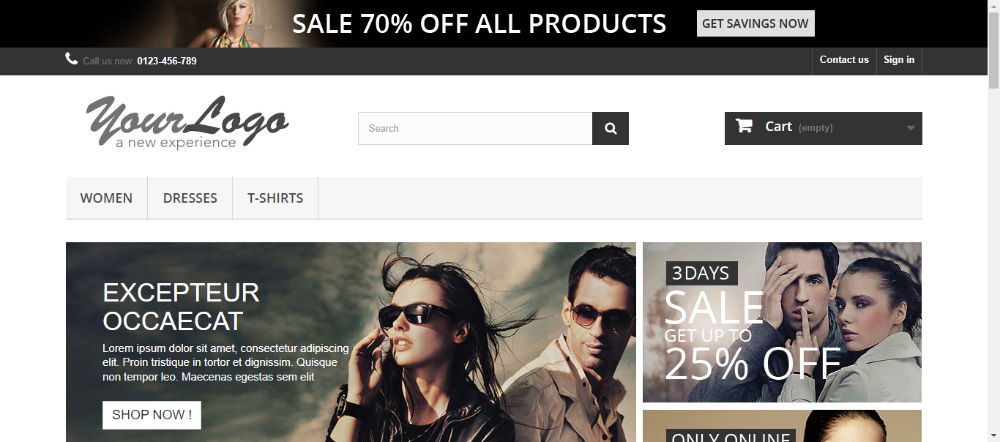 SALE 70% OFF ALL PRODUCTS GET SAVINGS NOW
Call us now: 0123-456-789 Contact us Sign in
YourLogo
a new experience
Search
Cart (empty)
WOMEN DRESSES T-SHIRTS
EXCEPTEUR
OCCAECAT
Lorem ipsum dolor sit amet, consectetur adipiscing
elit. Proin tristique in tortor et dignissim. Quisque
non tempor leo. Maecenas egestas sem elit
SHOP NOW !
3 DAYS
SALE
GET UP TO
25% OFF
ONLY ONLINE